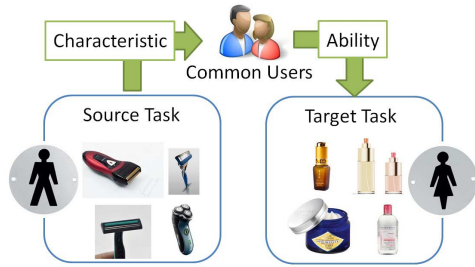 Characteristic
Ability
Common Users
Source Task
Target Task